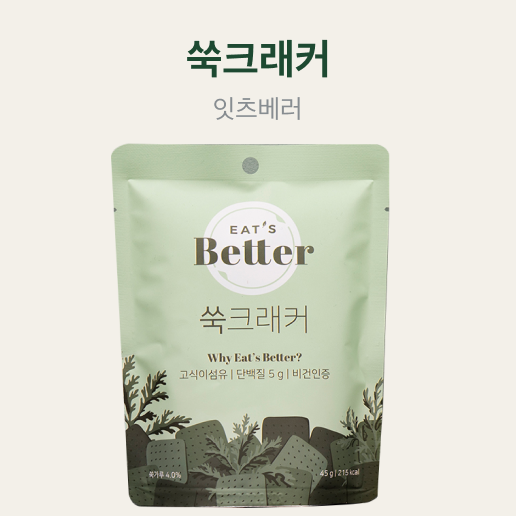 쑥크래커
잇츠베러
EAT'S
Better
쑥크래커
Why Eat's Better?
고식이섬유 | 단백질 5 g | 비건인증
쑥가루 4.0%
45 g | 215 kcal